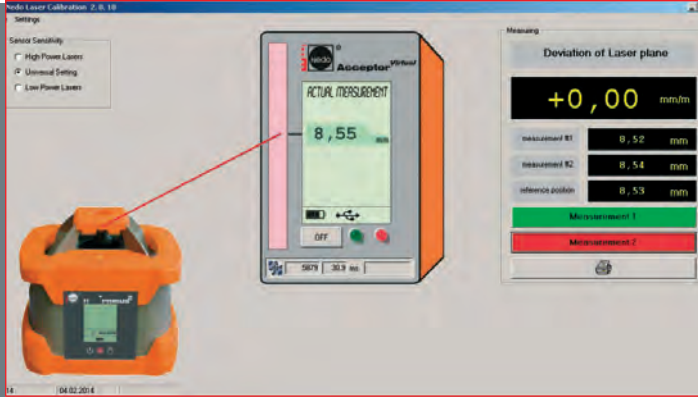 Nedo Laser Calibration 2.0.10
Settings
Sensor Sensitivity
High Power Lasers
Universal Setting
Low Power Lasers
nedo
Acceptor Virtual
ACTUAL MEASUREMENT
8,55 mm
OFF
5879 30.9 ms
Measuring
Deviation of Laser plane
+0,00 mm/m
measurement #1 8,52 mm
measurement #2 8,54 mm
reference position 8,53 mm
Measurement 1
Measurement 2
PRIMUS
14 04.02.2014